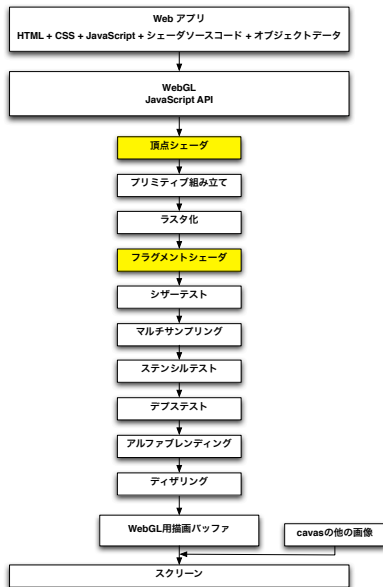 Web アプリ
HTML + CSS + JavaScript + シェーダソースコード + オブジェクトデータ
WebGL
JavaScript API
頂点シェーダ
プリミティブ組み立て
ラスタ化
フラグメントシェーダ
シザーテスト
マルチサンプリング
ステンシルテスト
デプステスト
アルファブレンディング
ディザリング
WebGL用描画バッファ
cavasの他の画像
スクリーン